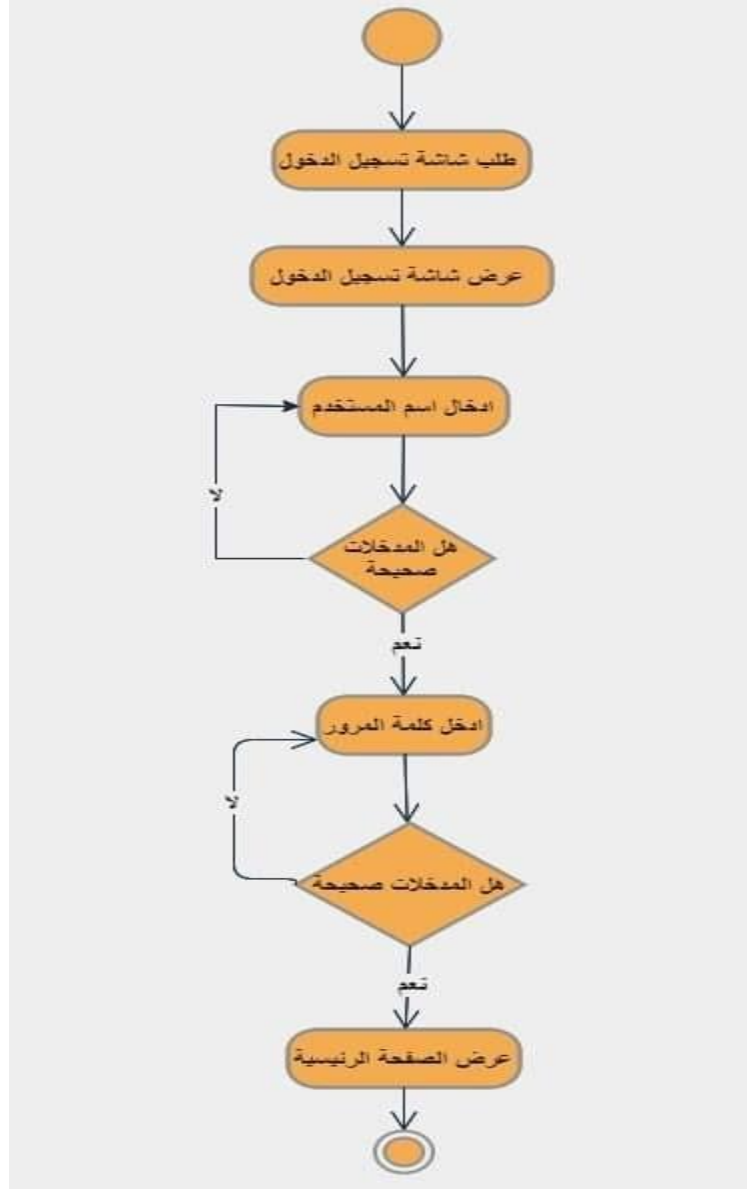 طلب شاشة تسجيل الدخول
عرض شاشة تسجيل الدخول
ادخال اسم المستخدم
لا
هل المدخلات
صحيحة
نعم
ادخل كلمة المرور
لا
هل المدخلات صحيحة
نعم
عرض الصفحة الرئيسية